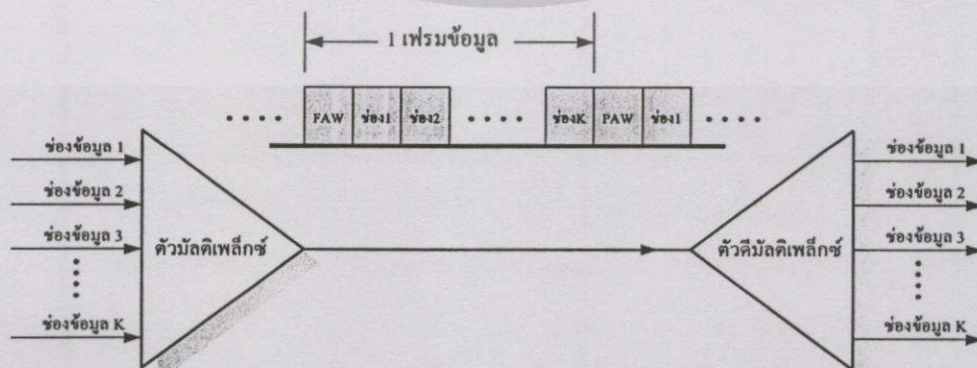 1 เฟรมข้อมูล
.... FAW ช่อง1 ช่อง2 .... ช่องK FAW ช่อง1 ....
ช่องข้อมูล 1
ช่องข้อมูล 2
ช่องข้อมูล 3
ช่องข้อมูล K
ตัวมัลติเพล็กซ์
ตัวดีมัลติเพล็กซ์
ช่องข้อมูล 1
ช่องข้อมูล 2
ช่องข้อมูล 3
ช่องข้อมูล K